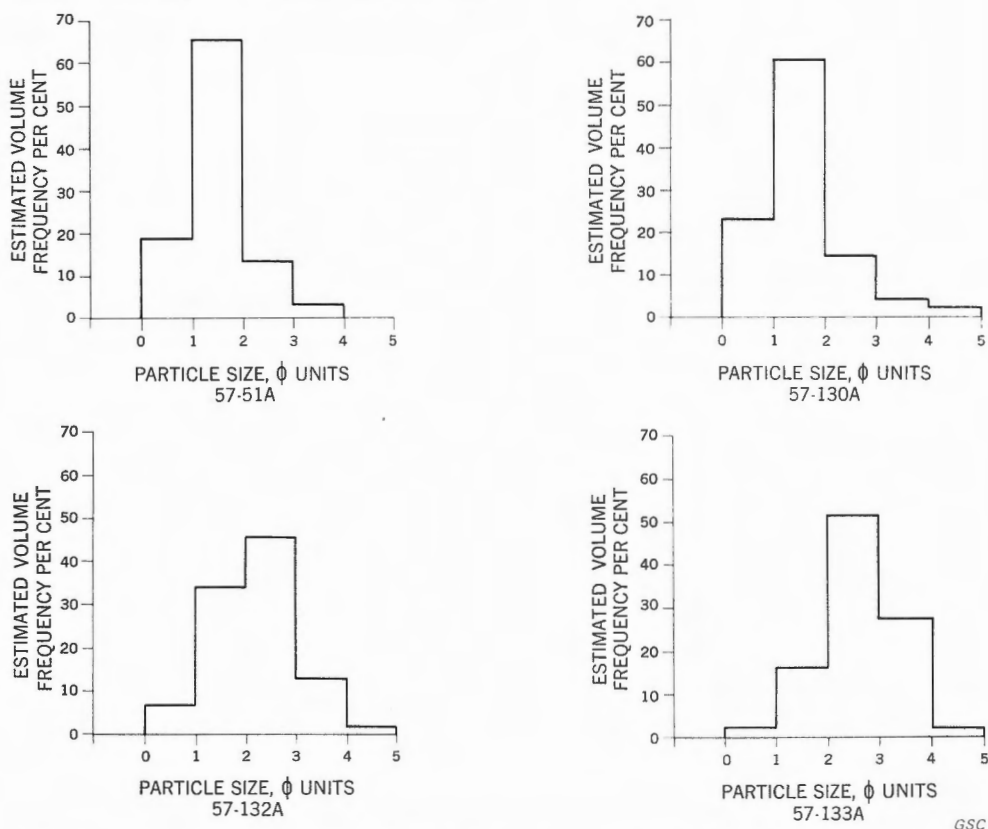 70
60
50
40
30
20
10
0
ESTIMATED VOLUME
FREQUENCY PER CENT
0 1 2 3 4 5
PARTICLE SIZE, ϕ UNITS
57-51A
70
60
50
40
30
20
10
0
ESTIMATED VOLUME
FREQUENCY PER CENT
0 1 2 3 4 5
PARTICLE SIZE, ϕ UNITS
57-130A
70
60
50
40
30
20
10
0
ESTIMATED VOLUME
FREQUENCY PER CENT
0 1 2 3 4 5
PARTICLE SIZE, ϕ UNITS
57-132A
70
60
50
40
30
20
10
0
ESTIMATED VOLUME
FREQUENCY PER CENT
0 1 2 3 4 5
PARTICLE SIZE, ϕ UNITS
57-133A
GSC